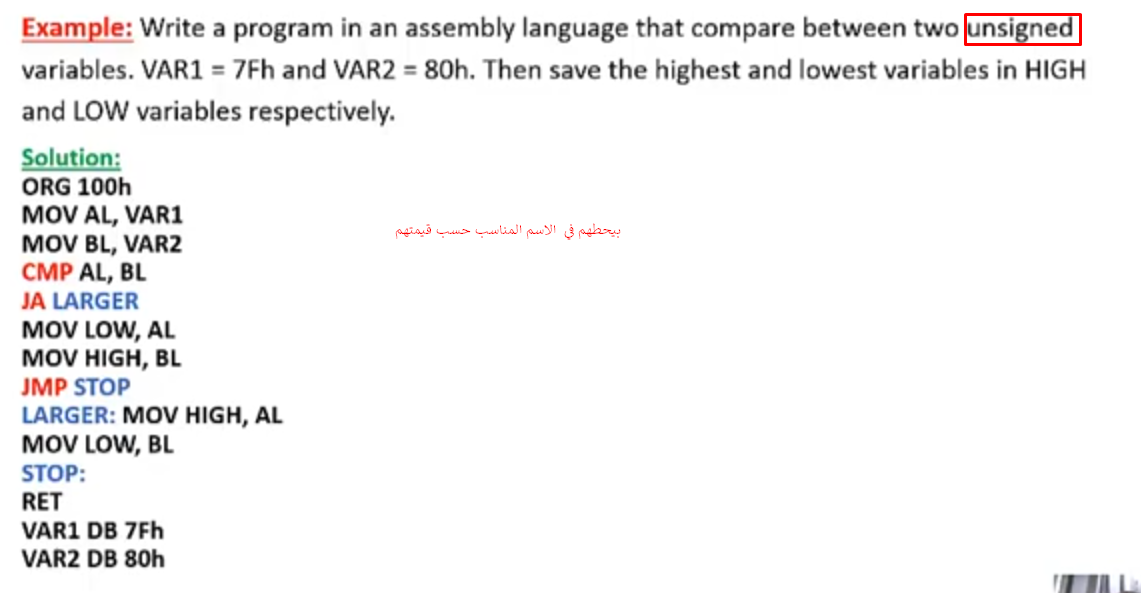 Example: Write a program in an assembly language that compare between two unsigned
variables. VAR1 = 7Fh and VAR2 = 80h. Then save the highest and lowest variables in HIGH
and LOW variables respectively.
Solution:
ORG 100h
MOV AL, VAR1
بيحطهم في الاسم المناسب حسب قيمتهم
MOV BL, VAR2
CMP AL, BL
JA LARGER
MOV LOW, AL
MOV HIGH, BL
JMP STOP
LARGER: MOV HIGH, AL
MOV LOW, BL
STOP:
RET
VAR1 DB 7Fh
VAR2 DB 80h